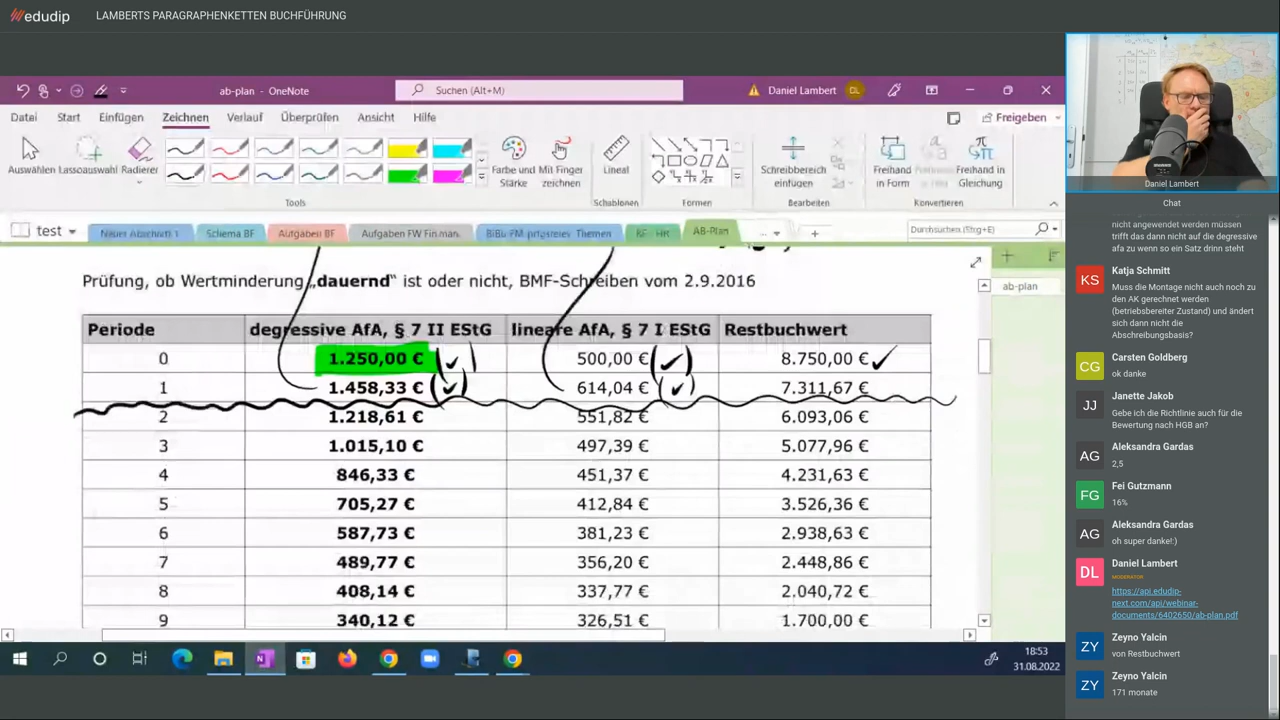 edudip
LAMBERTS PARAGRAPHENKETTEN BUCHFÜHRUNG
ab-plan - OneNote
Suchen (Alt+M)
Daniel Lambert
DL
Datei
Start
Einfügen
Zeichnen
Überprüfen
Verlauf
Ansicht
Hilfe
Freigeben
Auswählen
Lassoauswahl
Radierer
Farbe und Stärke
Mit Finger zeichnen
Lineal
Schreibbereich einfügen
Freihand in Form
Freihand in Gleichung
Tools
Schablonen
Formen
Bearbeiten
Konvertieren
test
Neuer Abschnitt 1
Schema BF
Aufgaben BF
Aufgaben FW Fin man.
AB-Plan
Durchsuchen (Strg+E)
ab-plan
Prüfung, ob Wertminderung „dauernd“ ist oder nicht, BMF-Schreiben vom 2.9.2016
Periode degressive AfA, § 7 II EStG lineare AfA, § 7 I EStG Restbuchwert
0 1.250,00 € 500,00 € 8.750,00 €
1 1.458,33 € 614,04 € 7.311,67 €
2 1.218,61 € 551,82 € 6.093,06 €
3 1.015,10 € 497,39 € 5.077,96 €
4 846,33 € 451,37 € 4.231,63 €
5 705,27 € 412,84 € 3.526,36 €
6 587,73 € 381,23 € 2.938,63 €
7 489,77 € 356,20 € 2.448,86 €
8 408,14 € 337,77 € 2.040,72 €
9 340,12 € 326,51 € 1.700,00 €
18:53
31.08.2022
Daniel Lambert
Chat
nicht angewendet werden müssen
trifft das dann nicht auf die degressive
afa zu wenn so ein Satz drinn steht
KS
Katja Schmitt
Muss die Montage nicht auch noch zu
den AK gerechnet werden
(betriebsbereiter Zustand) und ändert
sich dann nicht die
Abschreibungsbasis?
CG
Carsten Goldberg
ok danke
JJ
Janette Jakob
Gebe ich die Richtlinie auch für die
Bewertung nach HGB an?
AG
Aleksandra Gardas
2,5
FG
Fei Gutzmann
16%
AG
Aleksandra Gardas
oh super danke!:)
DL
Daniel Lambert
MODERATOR
https://api.edudip-
next.com/api/webinar-
documents/6402650/ab-plan.pdf
ZY
Zeyno Yalcin
von Restbuchwert
ZY
Zeyno Yalcin
171 monate